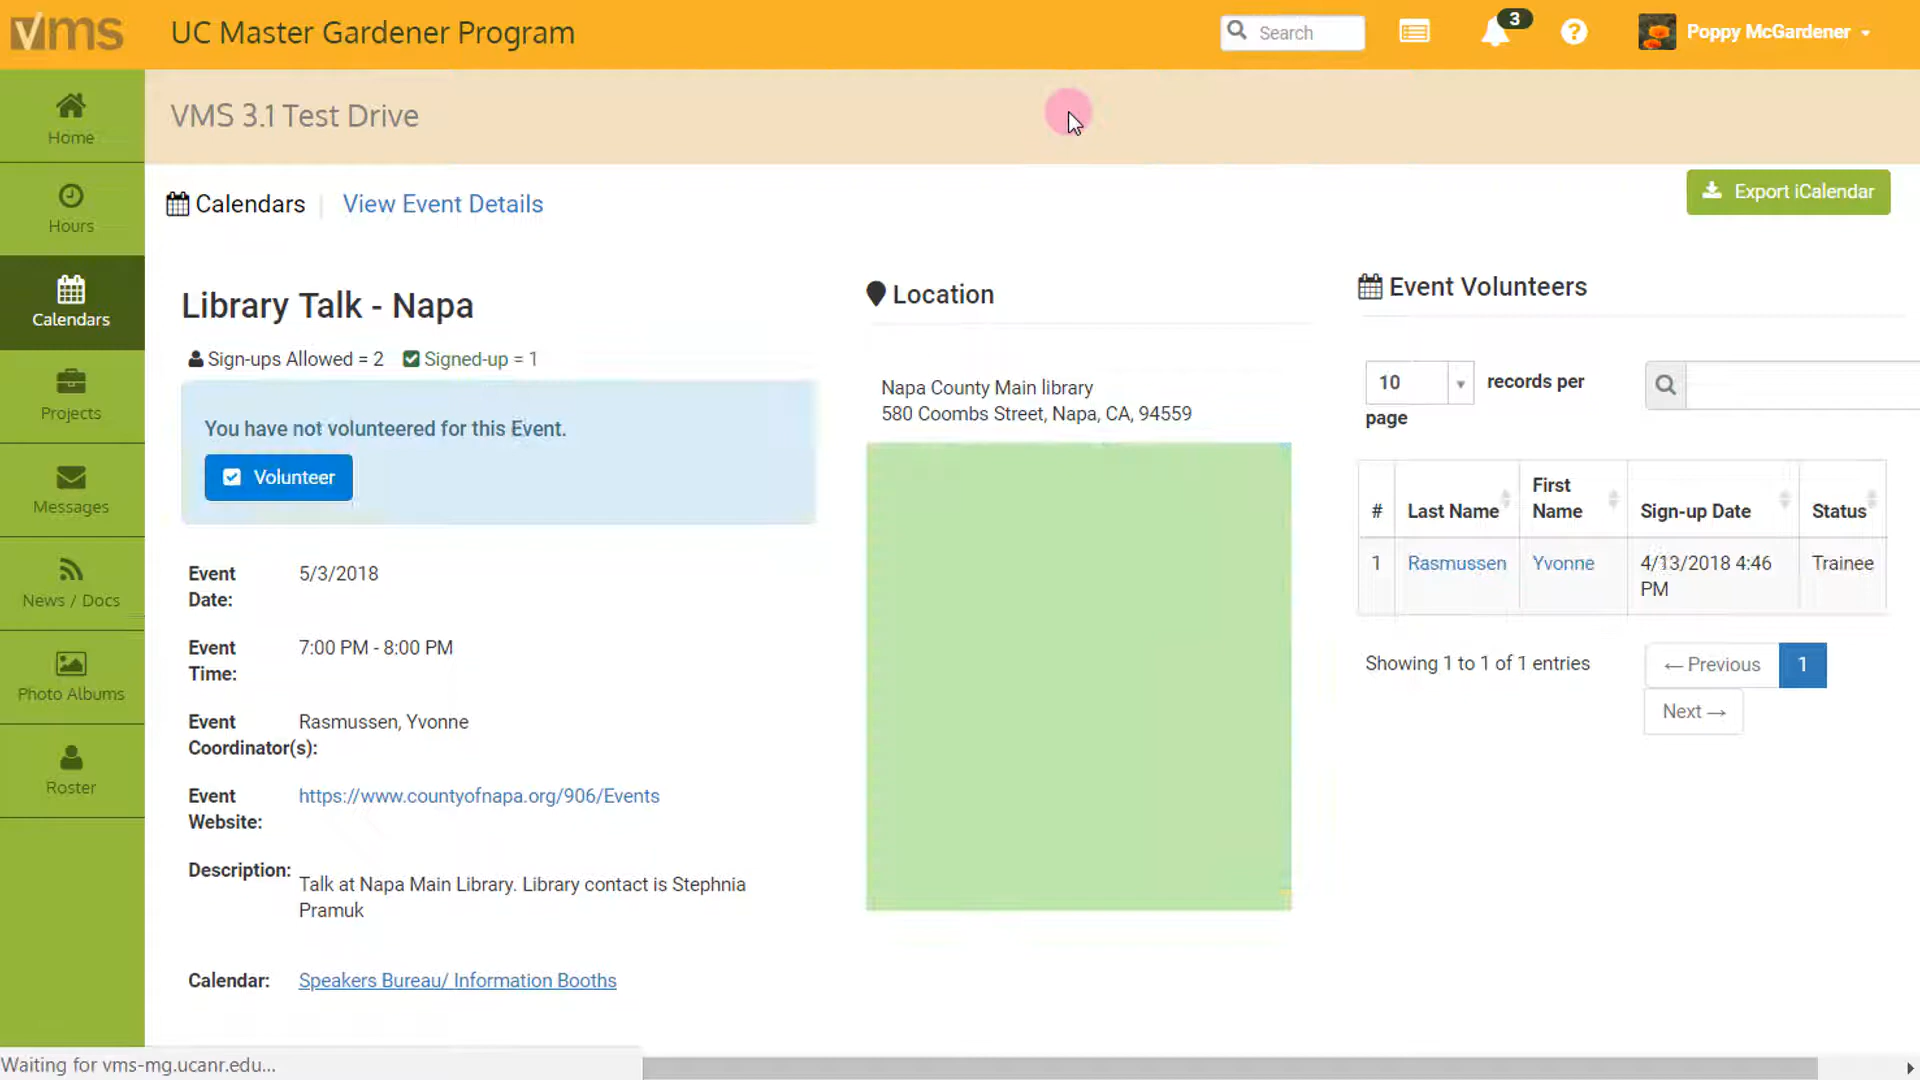 vms
UC Master Gardener Program
Search
3
Poppy McGardener
VMS 3.1 Test Drive
Home
Hours
Calendars
Projects
Messages
News / Docs
Photo Albums
Roster
Calendars
View Event Details
Export iCalendar
Library Talk - Napa
Sign-ups Allowed = 2 Signed-up = 1
You have not volunteered for this Event.
Volunteer
Event
Date:
5/3/2018
Event
Time:
7:00 PM - 8:00 PM
Event
Coordinator(s):
Rasmussen, Yvonne
Event
Website:
https://www.countyofnapa.org/906/Events
Description:
Talk at Napa Main Library. Library contact is Stephnia
Pramuk
Calendar:
Speakers Bureau/ Information Booths
Location
Napa County Main library
580 Coombs Street, Napa, CA, 94559
Event Volunteers
10 records per
page
# Last Name First Name Sign-up Date Status
1 Rasmussen Yvonne 4/13/2018 4:46 Trainee
PM
Showing 1 to 1 of 1 entries
← Previous 1
Next →
Waiting for vms-mg.ucanr.edu...